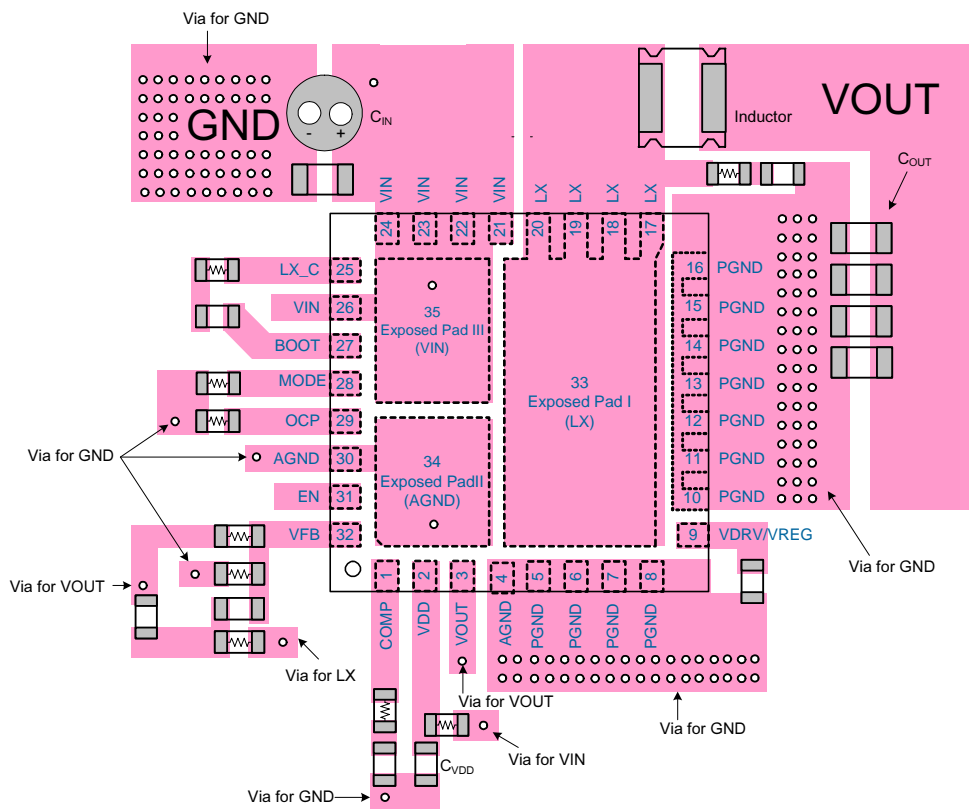 Via for GND
VOUT
GND
C_IN
- +
Inductor
C_OUT
VIN
VIN
VIN
VIN
LX
LX
LX
LX
24
23
22
21
20
19
18
17
LX_C 25
VIN 26
BOOT 27
MODE 28
OCP 29
AGND 30
EN 31
VFB 32
35
Exposed Pad III
(VIN)
33
Exposed Pad I
(LX)
34
Exposed PadII
(AGND)
16 PGND
15 PGND
14 PGND
13 PGND
12 PGND
11 PGND
10 PGND
9 VDRV/VREG
Via for GND
Via for GND
Via for VOUT
Via for LX
1
2
3
4
5
6
7
8
COMP
VDD
VOUT
AGND
PGND
PGND
PGND
PGND
Via for VOUT
Via for GND
Via for VIN
C_VDD
Via for GND